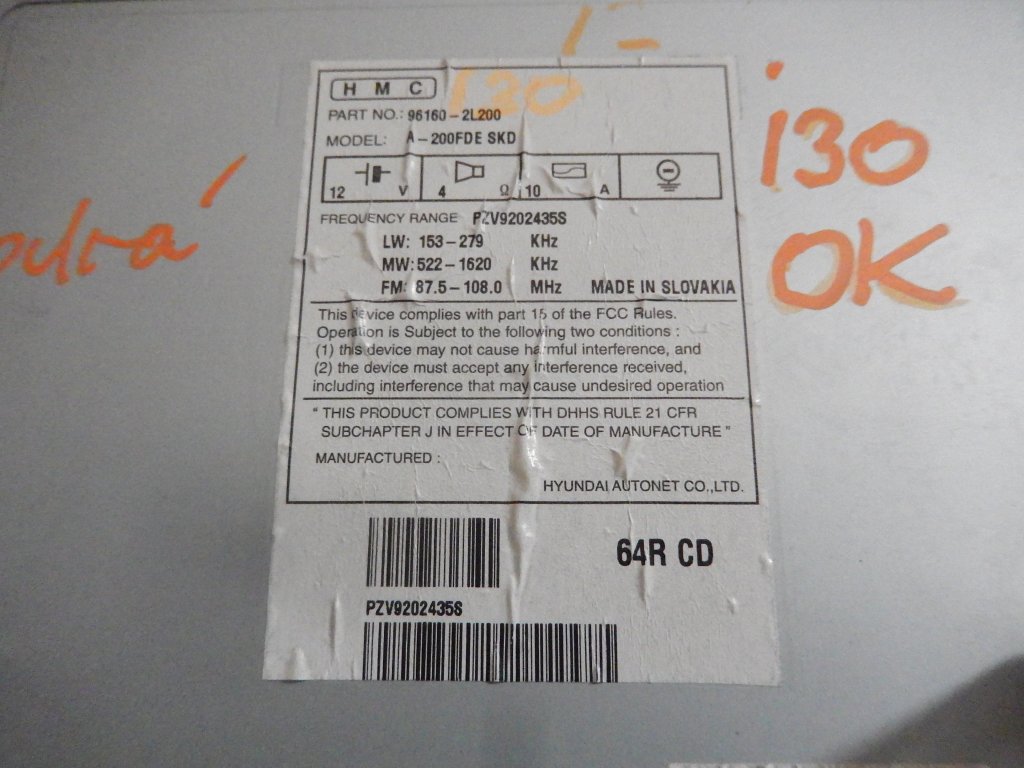 i30
HMC
PART NO.: 96160-2L200
MODEL: A-200FDE SKD
12 V 4 Ω 10 A
FREQUENCY RANGE PZV9202435S
LW: 153-279 KHz
MW: 522-1620 KHz
FM: 87.5-108.0 MHz MADE IN SLOVAKIA
This device complies with part 15 of the FCC Rules.
Operation is Subject to the following two conditions :
(1) this device may not cause harmful interference, and
(2) the device must accept any interference received,
including interference that may cause undesired operation
" THIS PRODUCT COMPLIES WITH DHHS RULE 21 CFR
SUBCHAPTER J IN EFFECT OF DATE OF MANUFACTURE "
MANUFACTURED :
HYUNDAI AUTONET CO.,LTD.
64R CD
PZV9202435S
i30
OK